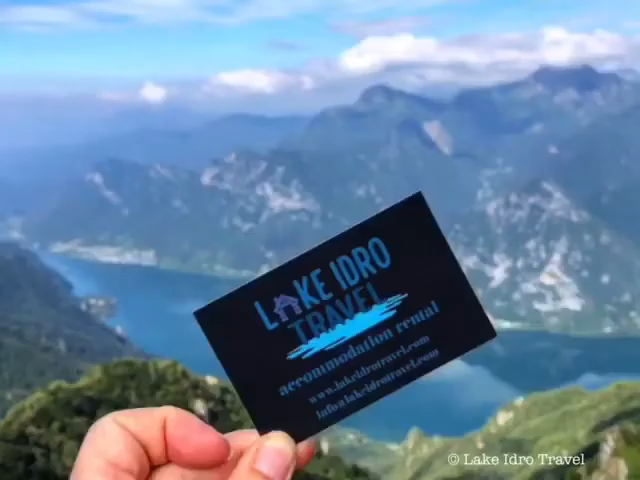 LAKE IDRO
TRAVEL
accommodation rental
www.lakeidrotravel.com
info@lakeidrotravel.com
© Lake Idro Travel